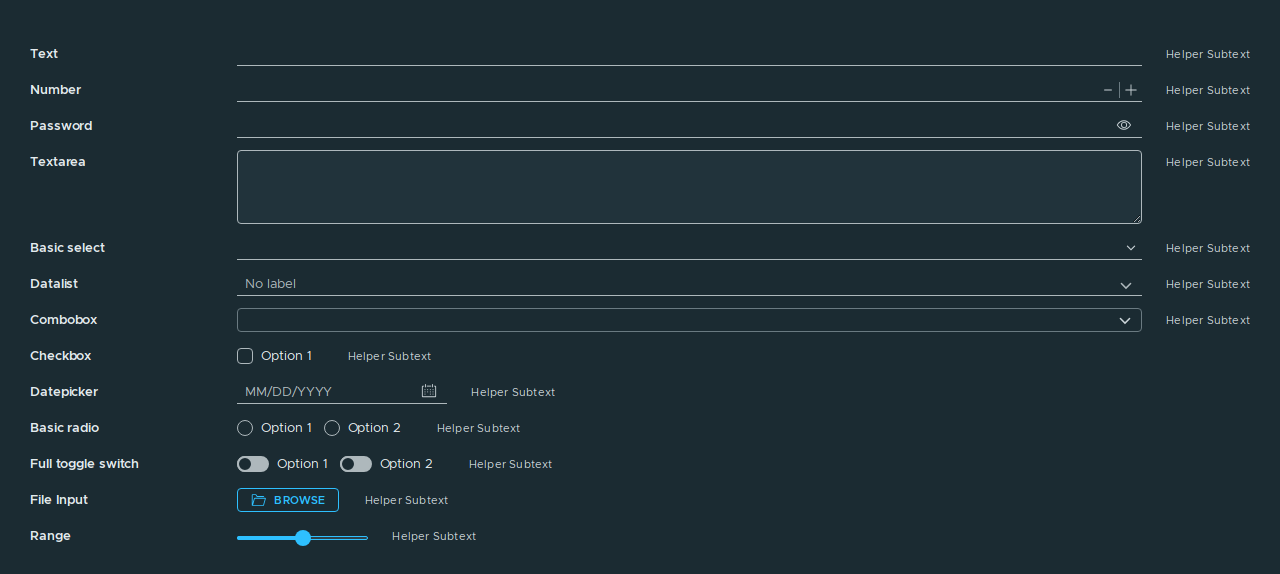 Text Helper Subtext
Number Helper Subtext
Password Helper Subtext
Textarea Helper Subtext
Basic select Helper Subtext
Datalist No label Helper Subtext
Combobox Helper Subtext
Checkbox Option 1 Helper Subtext
Datepicker MM/DD/YYYY Helper Subtext
Basic radio Option 1 Option 2 Helper Subtext
Full toggle switch Option 1 Option 2 Helper Subtext
File Input BROWSE Helper Subtext
Range Helper Subtext